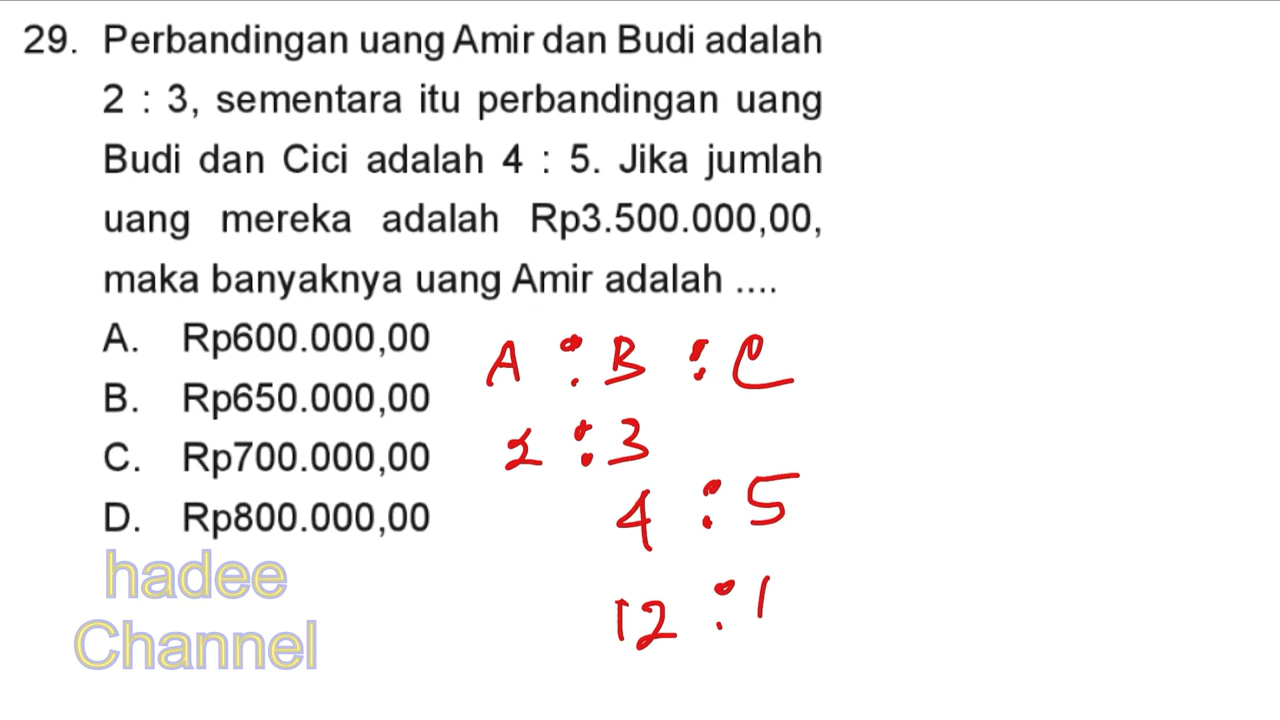 29. Perbandingan uang Amir dan Budi adalah
2 : 3, sementara itu perbandingan uang
Budi dan Cici adalah 4 : 5. Jika jumlah
uang mereka adalah Rp3.500.000,00,
maka banyaknya uang Amir adalah ....
A. Rp600.000,00
B. Rp650.000,00
C. Rp700.000,00
D. Rp800.000,00
A : B : C
2 : 3
4 : 5
12 : 1
hadee
Channel